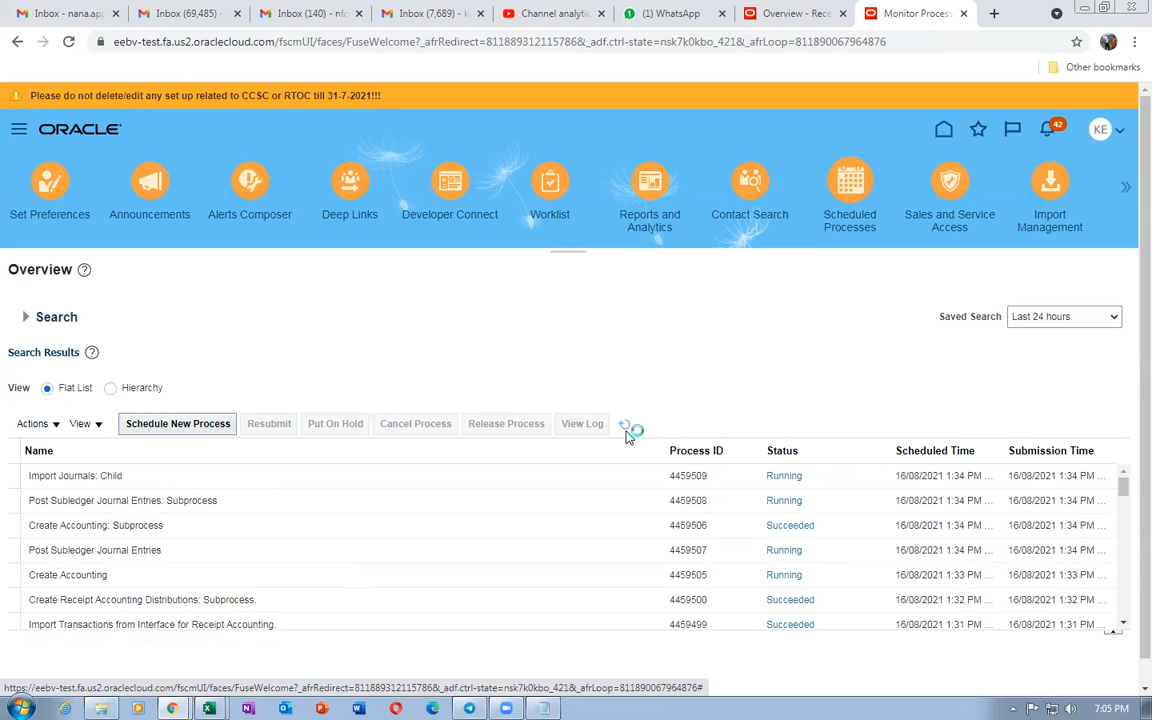 Inbox - nana.app
Inbox (69,485) -
Inbox (140) - nfo
Inbox (7,689) - k
Channel analytic
(1) WhatsApp
Overview - Rece
Monitor Process
eebv-test.fa.us2.oraclecloud.com/fscmUI/faces/FuseWelcome?_afrRedirect=811889312115786&_adf.ctrl-state=nsk7k0kbo_421&_afrLoop=811890067964876
Other bookmarks
Please do not delete/edit any set up related to CCSC or RTOC till 31-7-2021!!!
ORACLE
42
KE
Set Preferences
Announcements
Alerts Composer
Deep Links
Developer Connect
Worklist
Reports and Analytics
Contact Search
Scheduled Processes
Sales and Service Access
Import Management
Overview
Search
Saved Search Last 24 hours
Search Results
View Flat List Hierarchy
Actions View Schedule New Process Resubmit Put On Hold Cancel Process Release Process View Log
Name Process ID Status Scheduled Time Submission Time
Import Journals: Child 4459509 Running 16/08/2021 1:34 PM ... 16/08/2021 1:34 PM ...
Post Subledger Journal Entries: Subprocess 4459508 Running 16/08/2021 1:34 PM ... 16/08/2021 1:34 PM ...
Create Accounting: Subprocess 4459506 Succeeded 16/08/2021 1:34 PM ... 16/08/2021 1:34 PM ...
Post Subledger Journal Entries 4459507 Running 16/08/2021 1:34 PM ... 16/08/2021 1:34 PM ...
Create Accounting 4459505 Running 16/08/2021 1:33 PM ... 16/08/2021 1:33 PM ...
Create Receipt Accounting Distributions: Subprocess. 4459500 Succeeded 16/08/2021 1:32 PM ... 16/08/2021 1:32 PM ...
Import Transactions from Interface for Receipt Accounting. 4459499 Succeeded 16/08/2021 1:31 PM ... 16/08/2021 1:31 PM ...
https://eebv-test.fa.us2.oraclecloud.com/fscmUI/faces/FuseWelcome?_afrRedirect=811889312115786&_adf.ctrl-state=nsk7k0kbo_421&_afrLoop=811890067964876#
7:05 PM